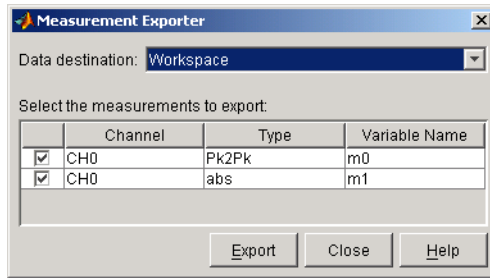 Measurement Exporter
Data destination: Workspace
Select the measurements to export:
Channel Type Variable Name
CH0 Pk2Pk m0
CH0 abs m1
Export Close Help